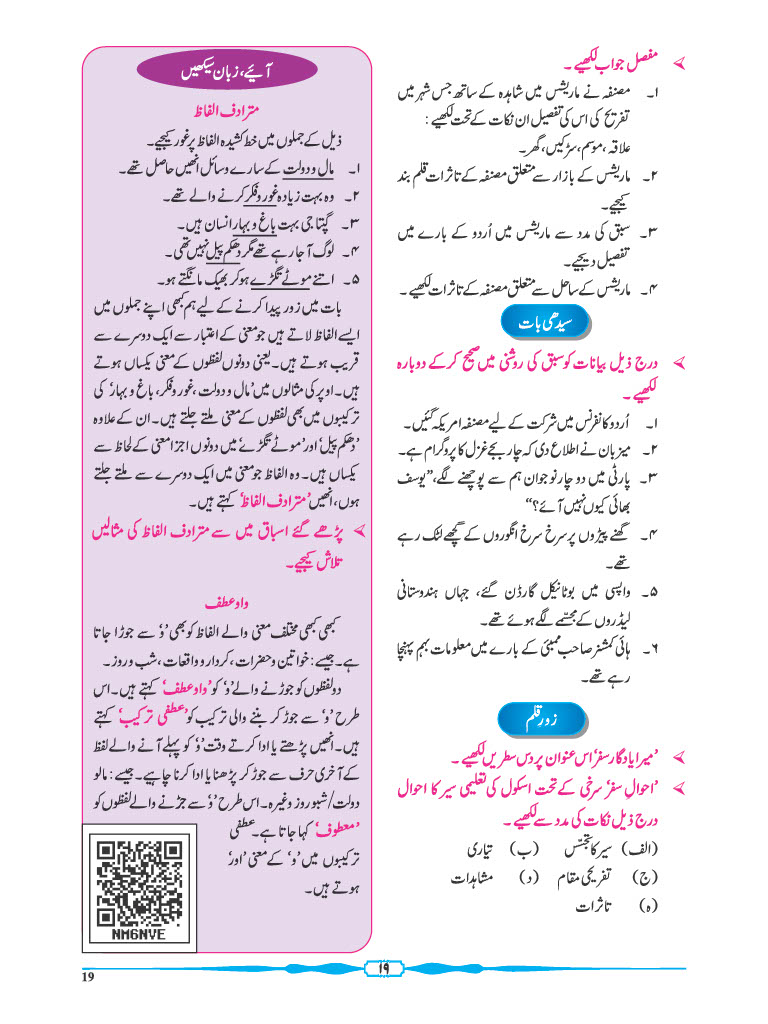 مفصل جواب لکھیے ۔
۱۔ مصنفہ نے ماریشس میں شاہدہ کے ساتھ جس شہر میں
تفریح کی اس کی تفصیل ان نکات کے تحت لکھیے :
علاقہ، موسم، سڑکیں، گھر۔
۲۔ ماریشس کے بازار سے متعلق مصنفہ کے تاثرات قلم بند
کیجیے۔
۳۔ سبق کی مدد سے ماریشس میں اُردو کے بارے میں
تفصیل دیجیے۔
۴۔ ماریشس کے ساحل سے متعلق مصنفہ کے تاثرات لکھیے ۔
سیدھی بات
درج ذیل بیانات کو سبق کی روشنی میں صحیح کرکے دوبارہ
لکھیے ۔
۱۔ اُردو کانفرنس میں شرکت کے لیے مصنفہ امریکہ گئیں۔
۲۔ میزبان نے اطلاع دی کہ چار بجے غزل کا پروگرام ہے۔
۳۔ پارٹی میں دو چار نوجوان ہم سے پوچھنے لگے، ”یوسف
بھائی کیوں نہیں آئے؟“
۴۔ گھنے پیڑوں پر سرخ سرخ انگوروں کے گچھے لٹک رہے
تھے۔
۵۔ واپسی میں بوٹانیکل گارڈن گئے، جہاں ہندوستانی
لیڈروں کے مجسّمے لگے ہوئے تھے۔
۶۔ ہائی کمشنر صاحب ممبئی کے بارے میں معلومات بہم پہنچا
رہے تھے۔
زورِ قلم
’میرا یادگار سفر‘ اس عنوان پر دس سطریں لکھیے ۔
’احوالِ سفر‘ سرخی کے تحت اسکول کی تعلیمی سیر کا احوال
درج ذیل نکات کی مدد سے لکھیے ۔
(الف) سیر کا تجسّس (ب) تیاری
(ج) تفریحی مقام (د) مشاہدات
(ہ) تاثرات
آئیے، زبان سیکھیں
مترادف الفاظ
ذیل کے جملوں میں خط کشیدہ الفاظ پر غور کیجیے۔
۱۔ مال و دولت کے سارے وسائل انھیں حاصل تھے۔
۲۔ وہ بہت زیادہ غور و فکر کرنے والے تھے۔
۳۔ گپتا جی بہت باغ و بہار انسان ہیں۔
۴۔ لوگ آ جا رہے تھے مگر دھکم پیل نہیں تھی۔
۵۔ اتنے موٹے تگڑے ہو کر بھیک مانگتے ہو۔
بات میں زور پیدا کرنے کے لیے ہم کبھی اپنے جملوں میں
ایسے الفاظ لاتے ہیں جو معنی کے اعتبار سے ایک دوسرے سے
قریب ہوتے ہیں۔ یعنی دونوں لفظوں کے معنی یکساں ہوتے
ہیں۔ اوپر کی مثالوں میں ’مال و دولت، غور و فکر، باغ و بہار‘ کی
ترکیبوں میں بھی لفظوں کے معنی ملتے جلتے ہیں۔ ان کے علاوہ
’دھکم پیل‘ اور ’موٹے تگڑے‘ میں دونوں اجزا معنی کے لحاظ سے
یکساں ہیں۔ وہ الفاظ جو معنی میں ایک دوسرے سے ملتے جلتے
ہوں، انھیں ’مترادف الفاظ‘ کہتے ہیں۔
پڑھے گئے اسباق میں سے مترادف الفاظ کی مثالیں
تلاش کیجیے۔
واوعطف
کبھی کبھی مختلف معنی والے الفاظ کو بھی ’و‘ سے جوڑا جاتا
ہے۔ جیسے : خواتین و حضرات، کردار و واقعات، شب و روز۔
دو لفظوں کو جوڑنے والے ’و‘ کو ’واوعطف‘ کہتے ہیں۔ اس
طرح ’و‘ سے جوڑ کر بننے والی ترکیب کو ’عطفی ترکیب‘ کہتے
ہیں۔ انھیں پڑھتے یا ادا کرتے وقت ’و‘ کو پہلے آنے والے لفظ
کے آخری حرف سے جوڑ کر پڑھنا یا ادا کرنا چاہیے۔ جیسے: مالو
دولت/شبو روز وغیرہ۔ اس طرح ’و‘ سے جڑنے والے لفظوں کو
’معطوف‘ کہا جاتا ہے۔ عطفی
ترکیبوں میں ’و‘ کے معنی ’اور‘
ہوتے ہیں۔
NM6NVE
۱۹
19